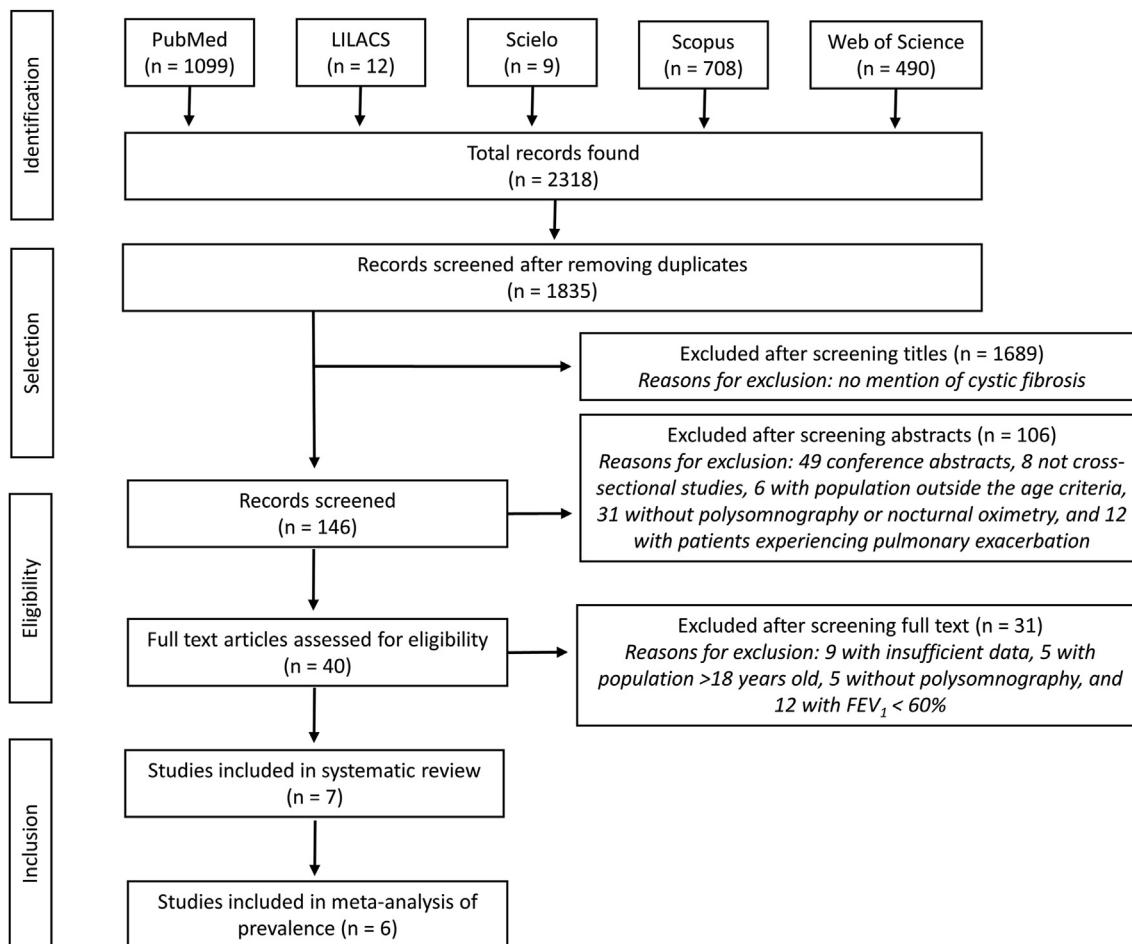 Identification
PubMed
(n = 1099)
LILACS
(n = 12)
Scielo
(n = 9)
Scopus
(n = 708)
Web of Science
(n = 490)
Total records found
(n = 2318)
Selection
Records screened after removing duplicates
(n = 1835)
Excluded after screening titles (n = 1689)
Reasons for exclusion: no mention of cystic fibrosis
Excluded after screening abstracts (n = 106)
Reasons for exclusion: 49 conference abstracts, 8 not cross-
sectional studies, 6 with population outside the age criteria,
31 without polysomnography or nocturnal oximetry, and 12
with patients experiencing pulmonary exacerbation
Eligibility
Records screened
(n = 146)
Full text articles assessed for eligibility
(n = 40)
Excluded after screening full text (n = 31)
Reasons for exclusion: 9 with insufficient data, 5 with
population >18 years old, 5 without polysomnography, and
12 with FEV₁ < 60%
Inclusion
Studies included in systematic review
(n = 7)
Studies included in meta-analysis of
prevalence (n = 6)